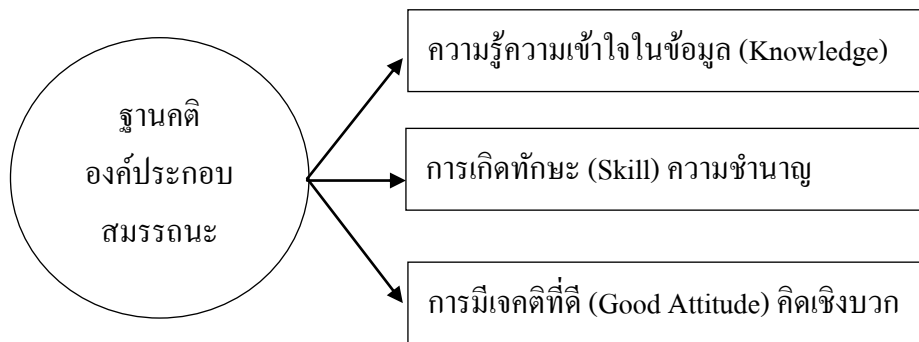 ฐานคติ
องค์ประกอบ
สมรรถนะ
ความรู้ความเข้าใจในข้อมูล (Knowledge)
การเกิดทักษะ (Skill) ความชำนาญ
การมีเจคติที่ดี (Good Attitude) คิดเชิงบวก